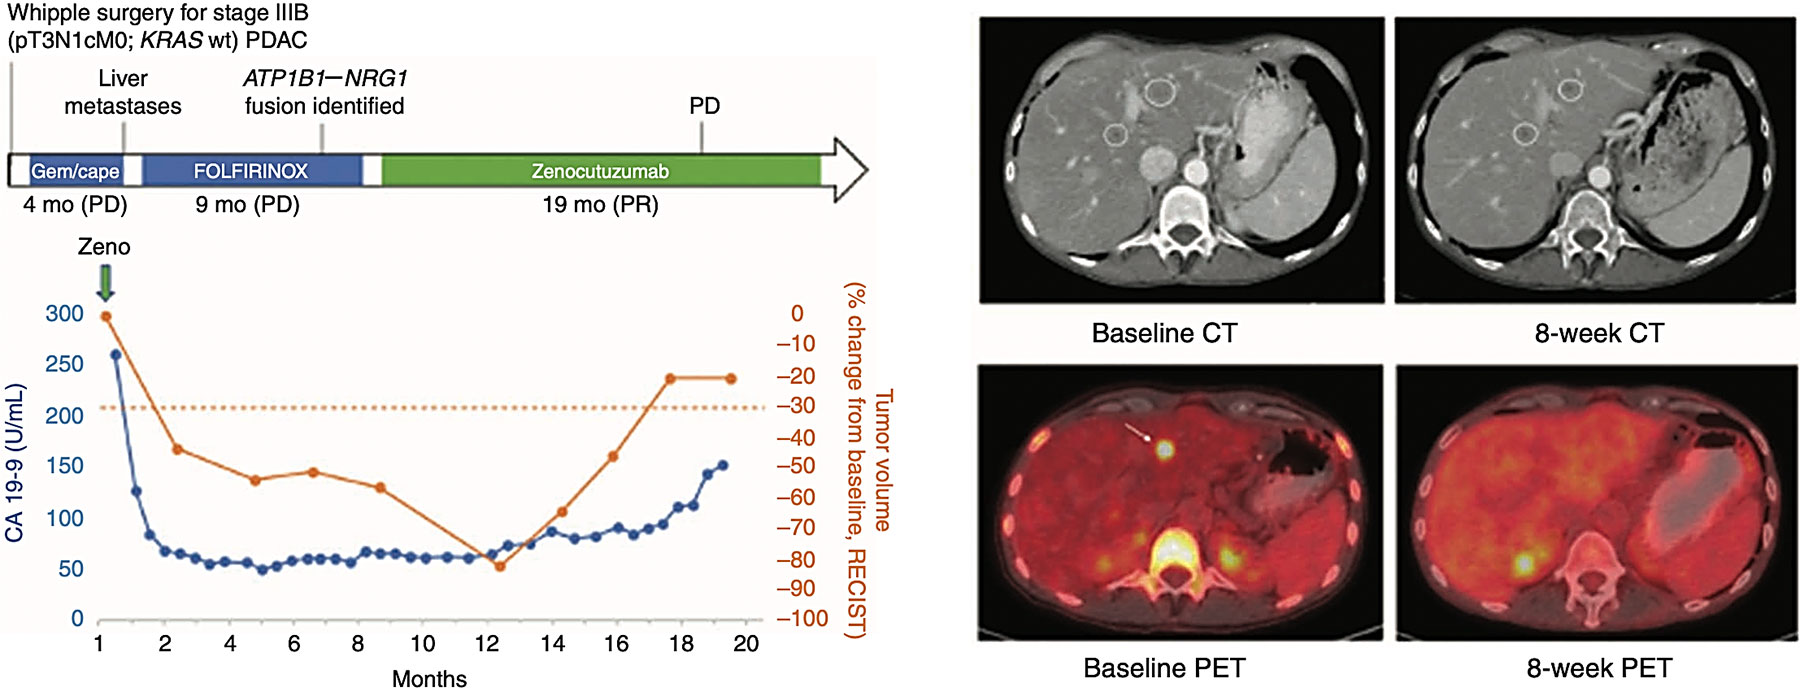 Whipple surgery for stage IIIB
(pT3N1cM0; KRAS wt) PDAC
Liver
metastases
ATP1B1–NRG1
fusion identified
PD
Gem/cape
FOLFIRINOX
Zenocutuzumab
4 mo (PD)
9 mo (PD)
19 mo (PR)
Zeno
CA 19-9 (U/mL)
300
250
200
150
100
50
0
0
–10
–20
–30
–40
–50
–60
–70
–80
–90
–100
Tumor volume
(% change from baseline, RECIST)
1 2 4 6 8 10 12 14 16 18 20
Months
Baseline CT
8-week CT
Baseline PET
8-week PET